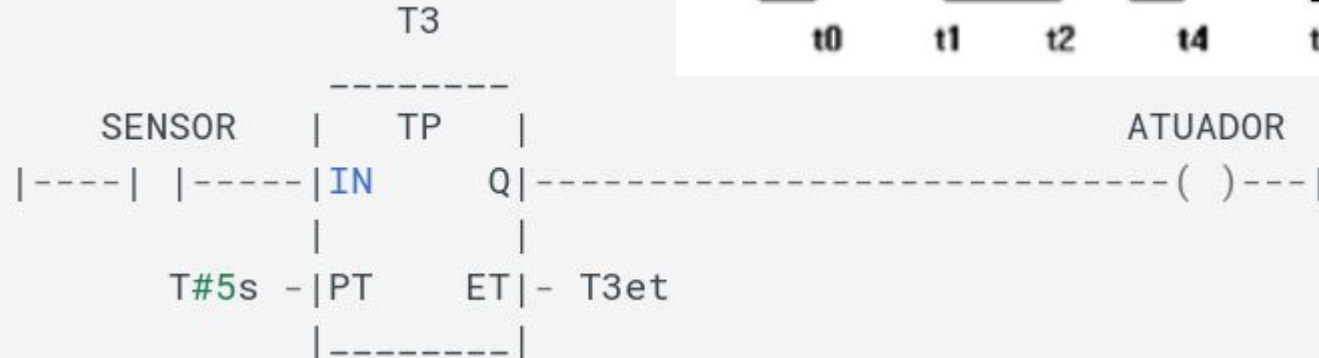 T3
t0 t1 t2 t4 t
--------
SENSOR | TP | ATUADOR
|----| |-----|IN Q|-----------------------------( )---|
| |
T#5s -|PT ET|- T3et
|--------|